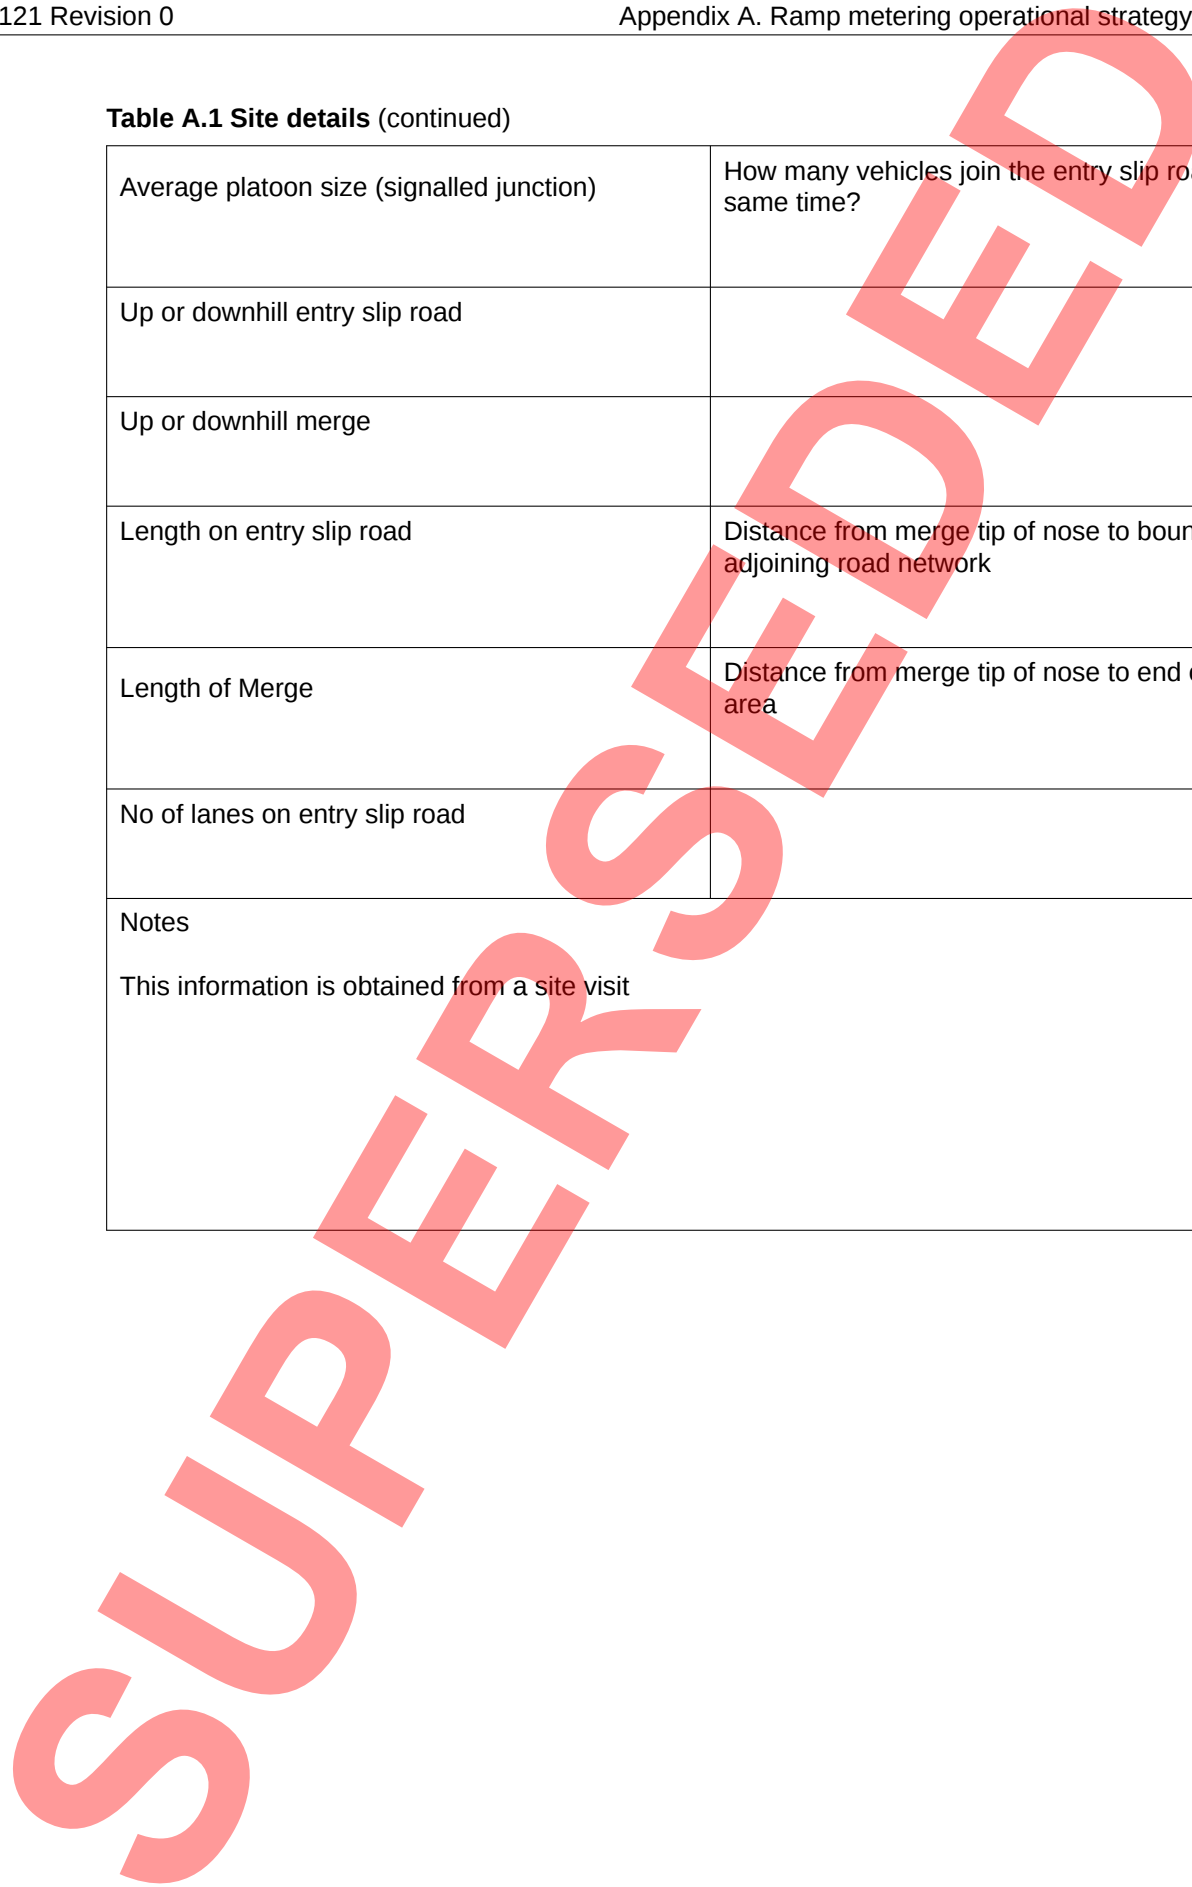 121 Revision 0
Appendix A. Ramp metering operational strategy
Table A.1 Site details (continued)
Average platoon size (signalled junction)
How many vehicles join the entry slip
same time?
Up or downhill entry slip road
Up or downhill merge
Length on entry slip road
Distance from merge tip of nose to
adjoining road network
Length of Merge
Distance from merge tip of nose to end
area
No of lanes on entry slip road
Notes
This information is obtained from a site visit
SUPERSEDED